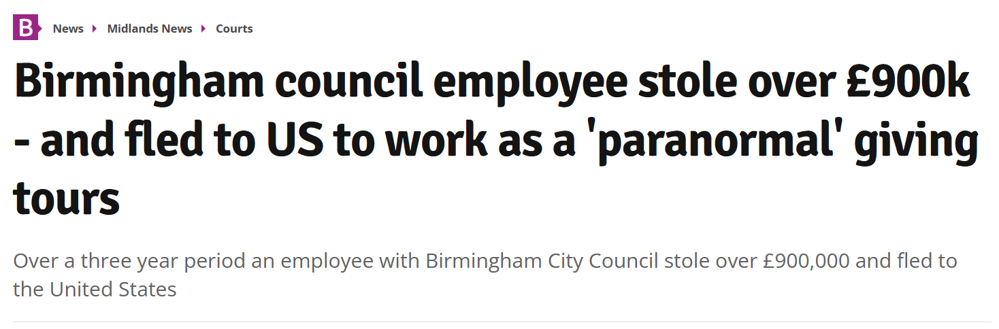 B News Midlands News Courts
Birmingham council employee stole over £900k
- and fled to US to work as a 'paranormal' giving
tours
Over a three year period an employee with Birmingham City Council stole over £900,000 and fled to
the United States